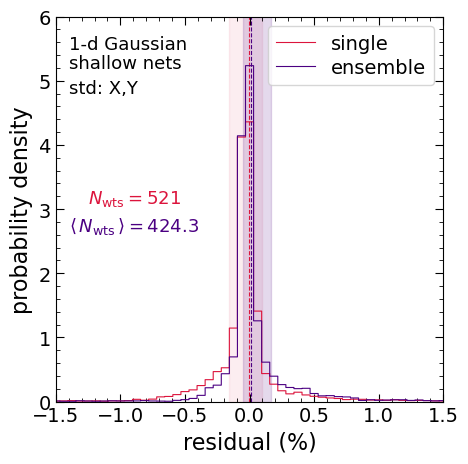 1-d Gaussian
shallow nets
std: X,Y
single
ensemble
N_wts = 521
⟨N_wts⟩ = 424.3
probability density
6
5
4
3
2
1
0
−1.5 −1.0 −0.5 0.0 0.5 1.0 1.5
residual (%)